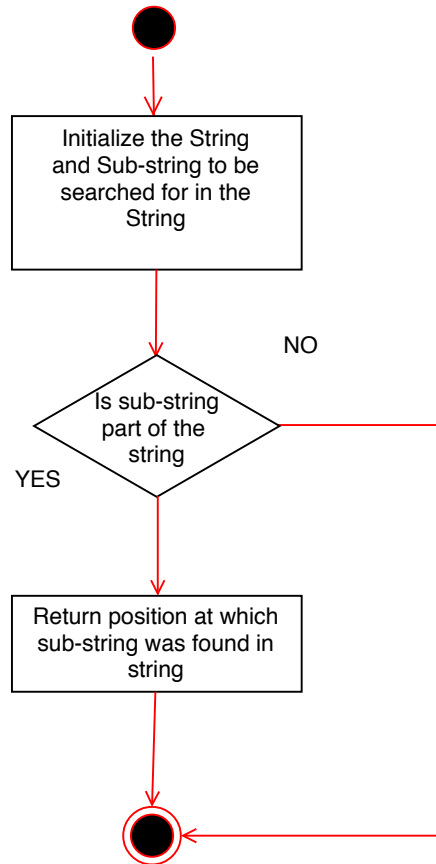 Initialize the String
and Sub-string to be
searched for in the
String
NO
Is sub-string
part of the
string
YES
Return position at which
sub-string was found in
string